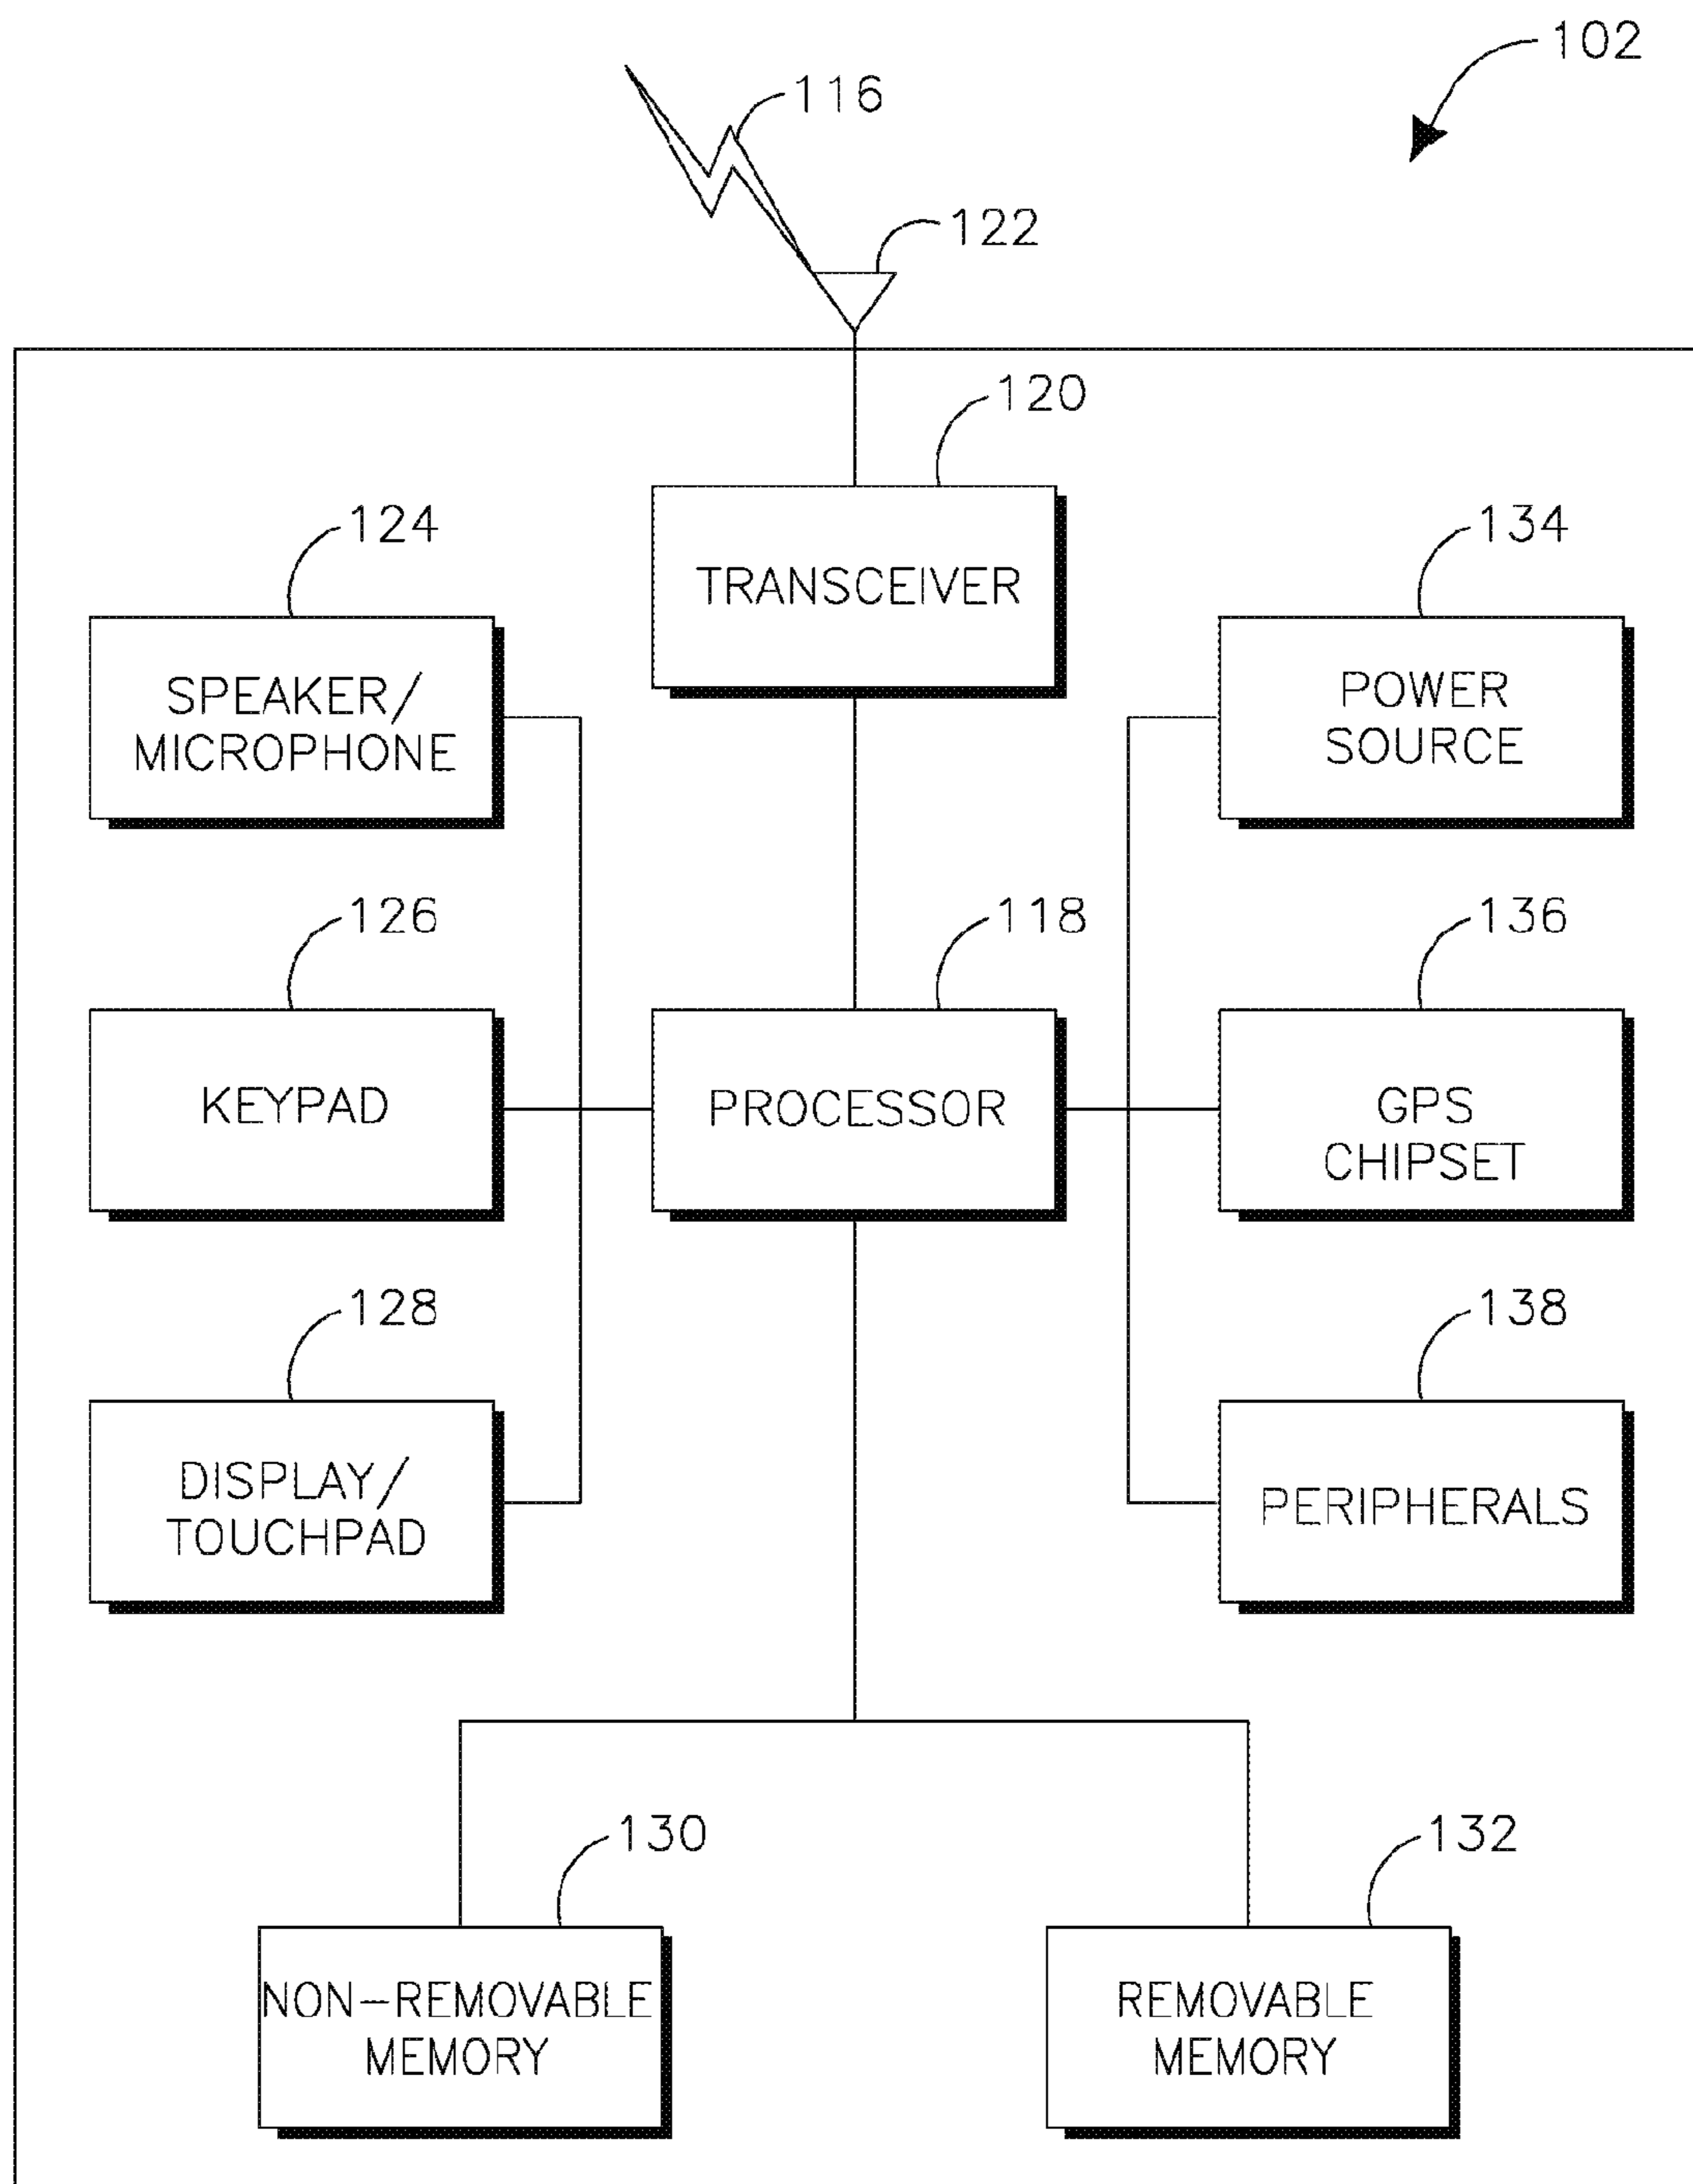 102
116
122
120
TRANSCEIVER
124
SPEAKER/
MICROPHONE
134
POWER
SOURCE
126
KEYPAD
118
PROCESSOR
136
GPS
CHIPSET
128
DISPLAY/
TOUCHPAD
138
PERIPHERALS
130
NON-REMOVABLE
MEMORY
132
REMOVABLE
MEMORY